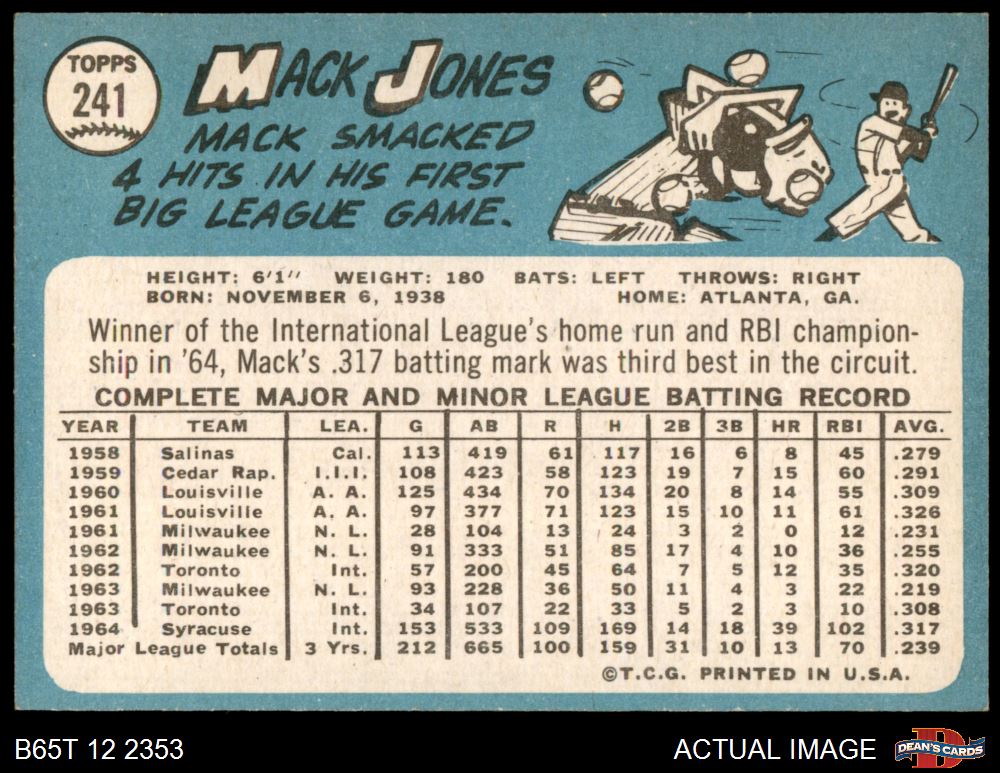 TOPPS
241
MACK JONES
MACK SMACKED
4 HITS IN HIS FIRST
BIG LEAGUE GAME.
HEIGHT: 6'1" WEIGHT: 180 BATS: LEFT THROWS: RIGHT
BORN: NOVEMBER 6, 1938 HOME: ATLANTA, GA.
Winner of the International League's home run and RBI champion-
ship in '64, Mack's .317 batting mark was third best in the circuit.
COMPLETE MAJOR AND MINOR LEAGUE BATTING RECORD
YEAR TEAM LEA. G AB R H 2B 3B HR RBI AVG.
1958 Salinas Cal. 113 419 61 117 16 6 8 45 .279
1959 Cedar Rap. I.I.I. 108 423 58 123 19 7 15 60 .291
1960 Louisville A. A. 125 434 70 134 20 8 14 55 .309
1961 Louisville A. A. 97 377 71 123 15 10 11 61 .326
1961 Milwaukee N. L. 28 104 13 24 3 2 0 12 .231
1962 Milwaukee N. L. 91 333 51 85 17 4 10 36 .255
1962 Toronto Int. 57 200 45 64 7 5 12 35 .320
1963 Milwaukee N. L. 93 228 36 50 11 4 3 22 .219
1963 Toronto Int. 34 107 22 33 5 2 3 10 .308
1964 Syracuse Int. 153 533 109 169 14 18 39 102 .317
Major League Totals 3 Yrs. 212 665 100 159 31 10 13 70 .239
©T.C.G. PRINTED IN U.S.A.
B65T 12 2353 ACTUAL IMAGE
D
DEAN'S CARDS